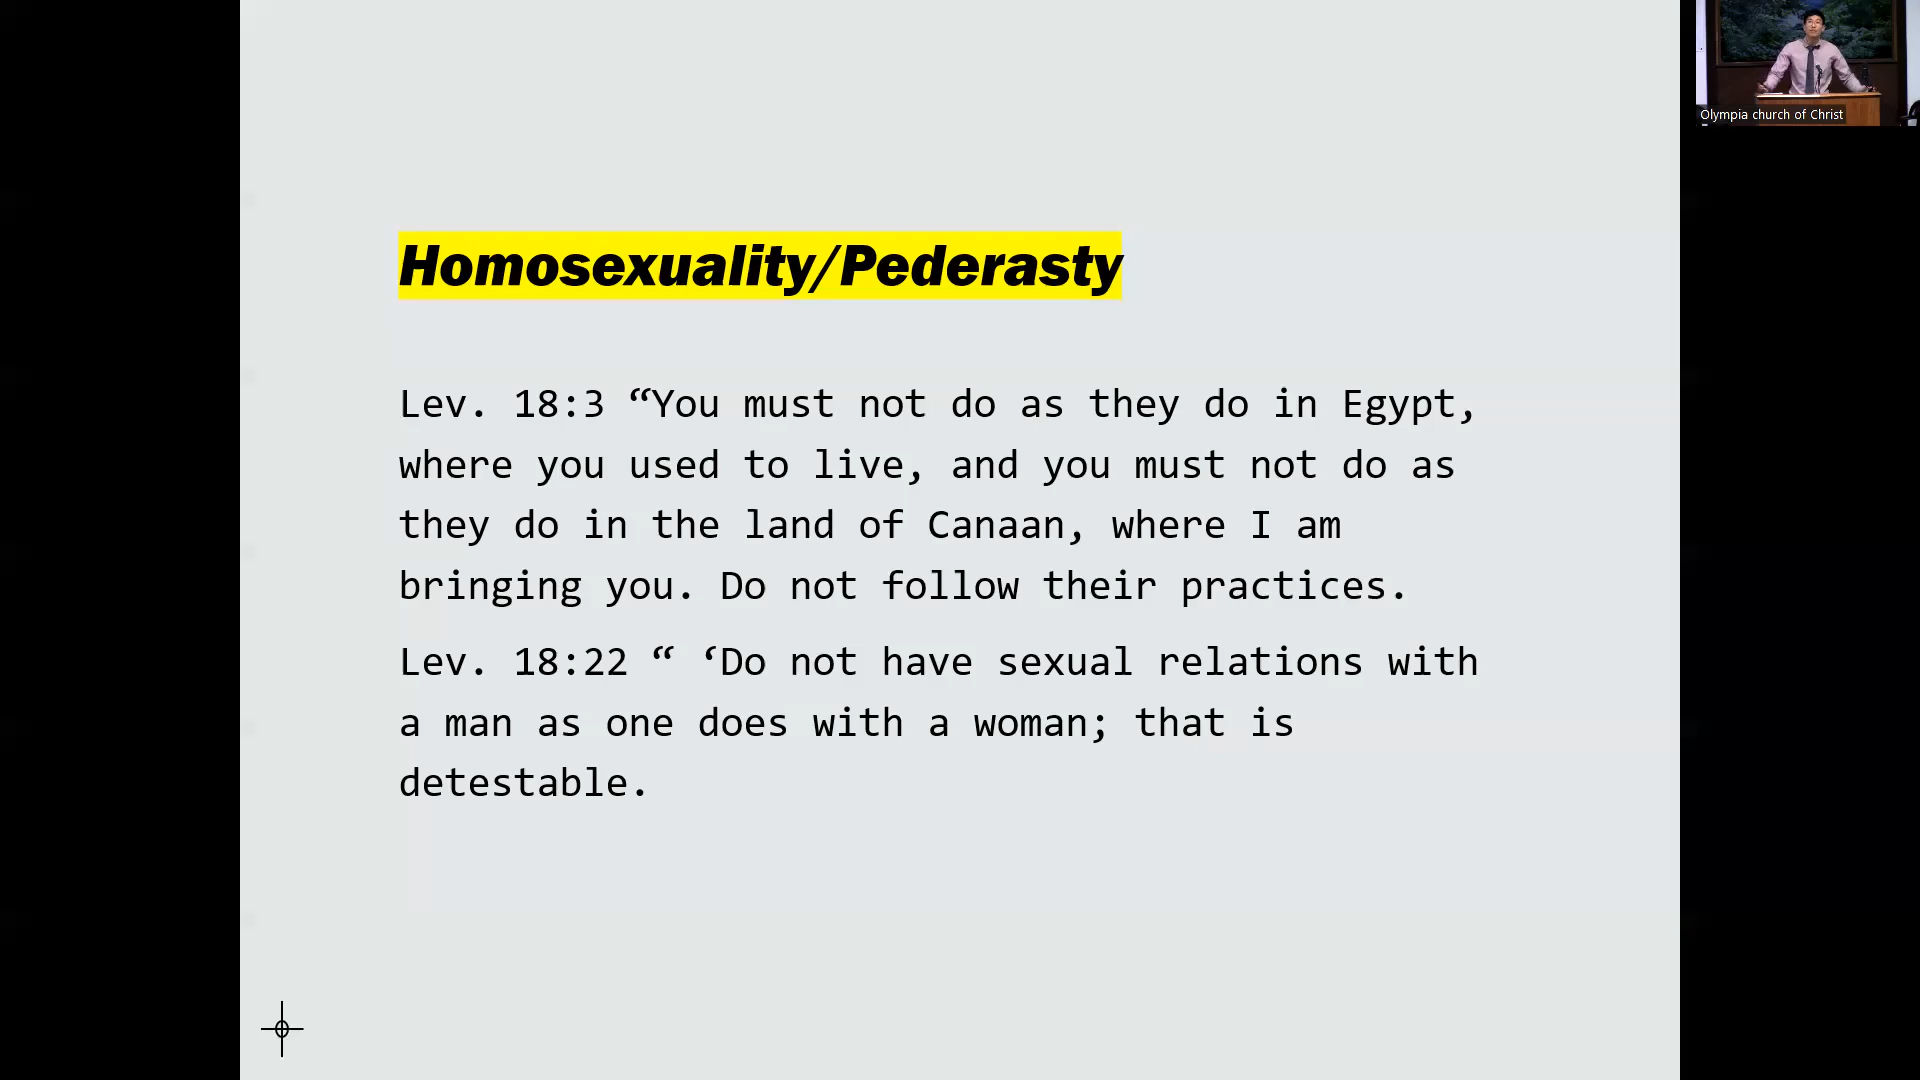 Homosexuality/Pederasty
Lev. 18:3 “You must not do as they do in Egypt,
where you used to live, and you must not do as
they do in the land of Canaan, where I am
bringing you. Do not follow their practices.
Lev. 18:22 “ ‘Do not have sexual relations with
a man as one does with a woman; that is
detestable.
Olympia church of Christ